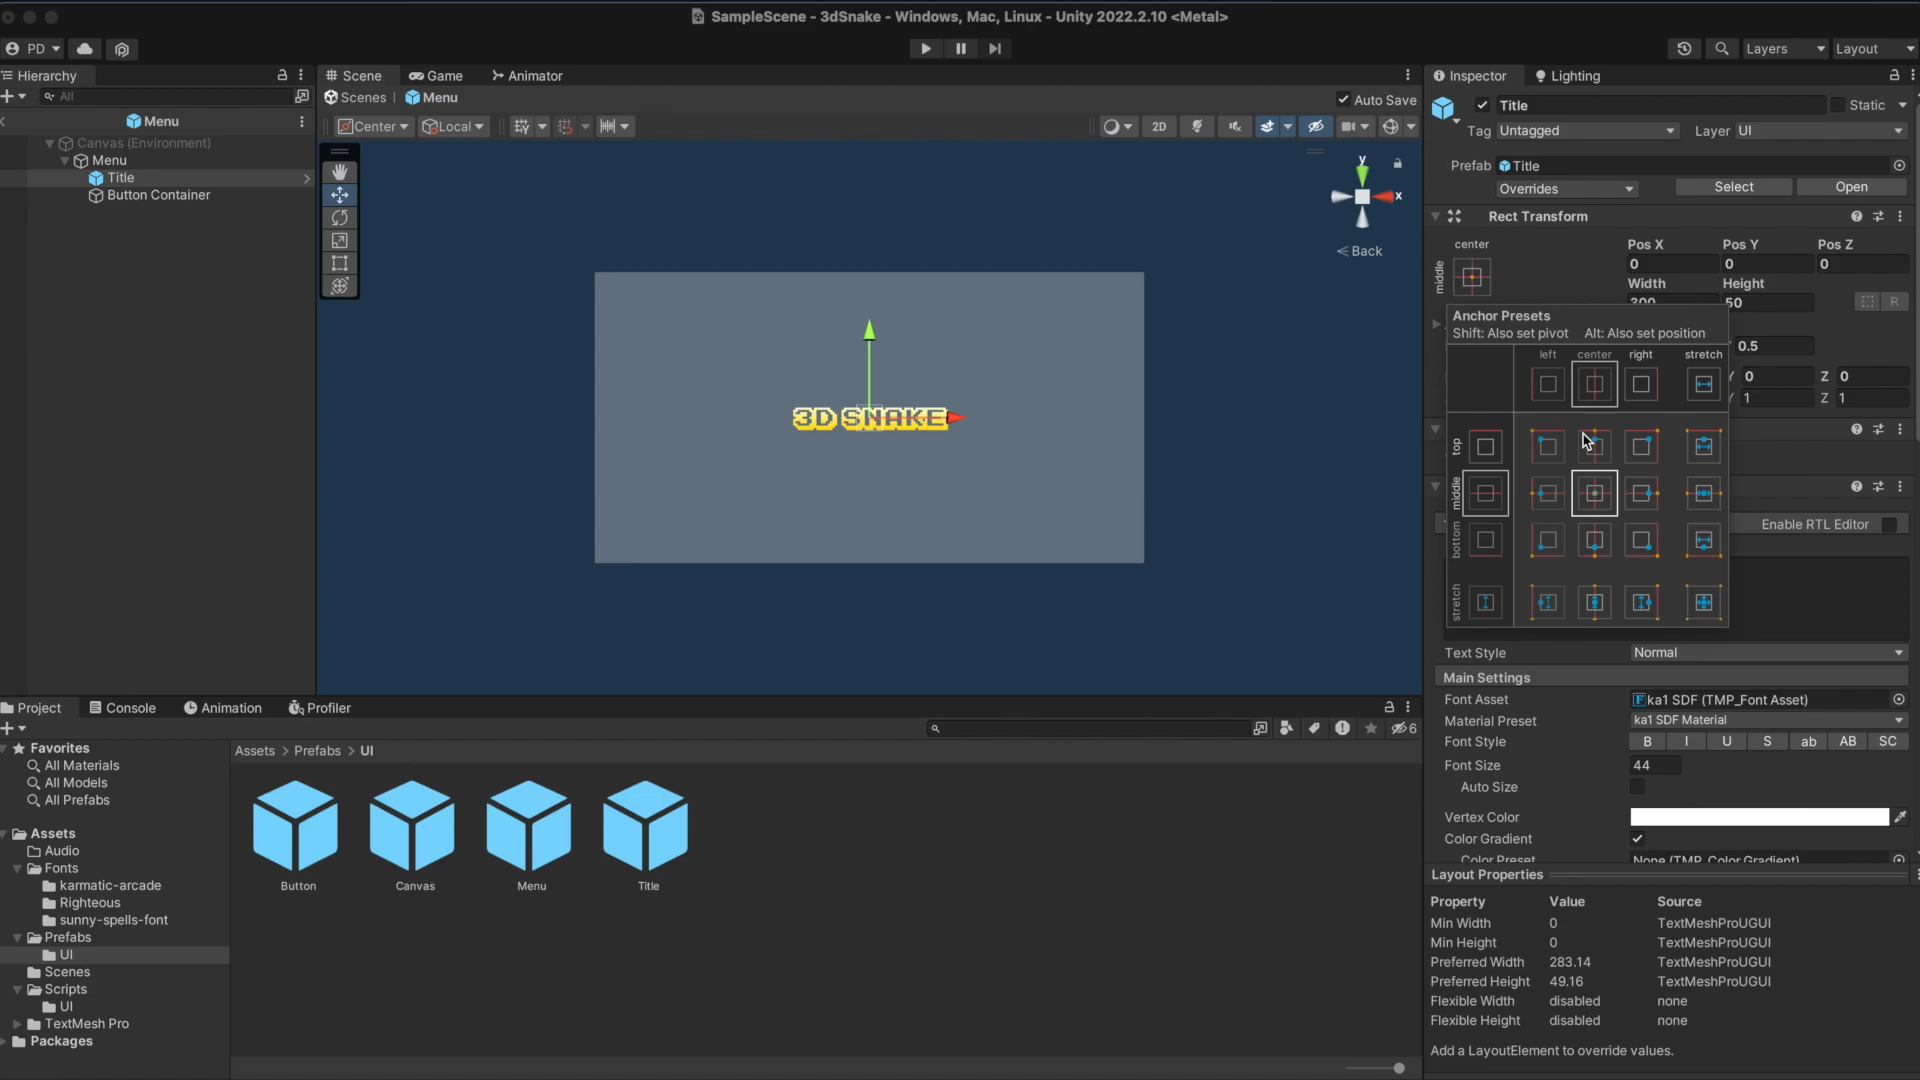 SampleScene - 3dSnake - Windows, Mac, Linux - Unity 2022.2.10 <Metal>
PD
Layers
Layout
Hierarchy
All
Menu
Canvas (Environment)
Menu
Title
Button Container
Scene
Game
Animator
Scenes
Menu
Auto Save
Center
Local
2D
y
x
Back
3D SNAKE
Inspector
Lighting
Title
Static
Tag
Untagged
Layer
UI
Prefab
Title
Overrides
Select
Open
Rect Transform
center
middle
Pos X
Pos Y
Pos Z
0
0
0
Width
Height
300
50
R
Anchor Presets
Shift: Also set pivot
Alt: Also set position
left
center
right
stretch
top
middle
bottom
stretch
0.5
0
Z
0
1
Z
1
Enable RTL Editor
Text Style
Normal
Main Settings
Font Asset
ka1 SDF (TMP_Font Asset)
Material Preset
ka1 SDF Material
Font Style
B
I
U
S
ab
AB
SC
Font Size
44
Auto Size
Vertex Color
Color Gradient
Color Preset
None (TMP_Color Gradient)
Layout Properties
Property
Value
Source
Min Width
0
TextMeshProUGUI
Min Height
0
TextMeshProUGUI
Preferred Width
283.14
TextMeshProUGUI
Preferred Height
49.16
TextMeshProUGUI
Flexible Width
disabled
none
Flexible Height
disabled
none
Add a LayoutElement to override values.
Project
Console
Animation
Profiler
6
Favorites
All Materials
All Models
All Prefabs
Assets
Audio
Fonts
karmatic-arcade
Righteous
sunny-spells-font
Prefabs
UI
Scenes
Scripts
UI
TextMesh Pro
Packages
Assets > Prefabs > UI
Button
Canvas
Menu
Title